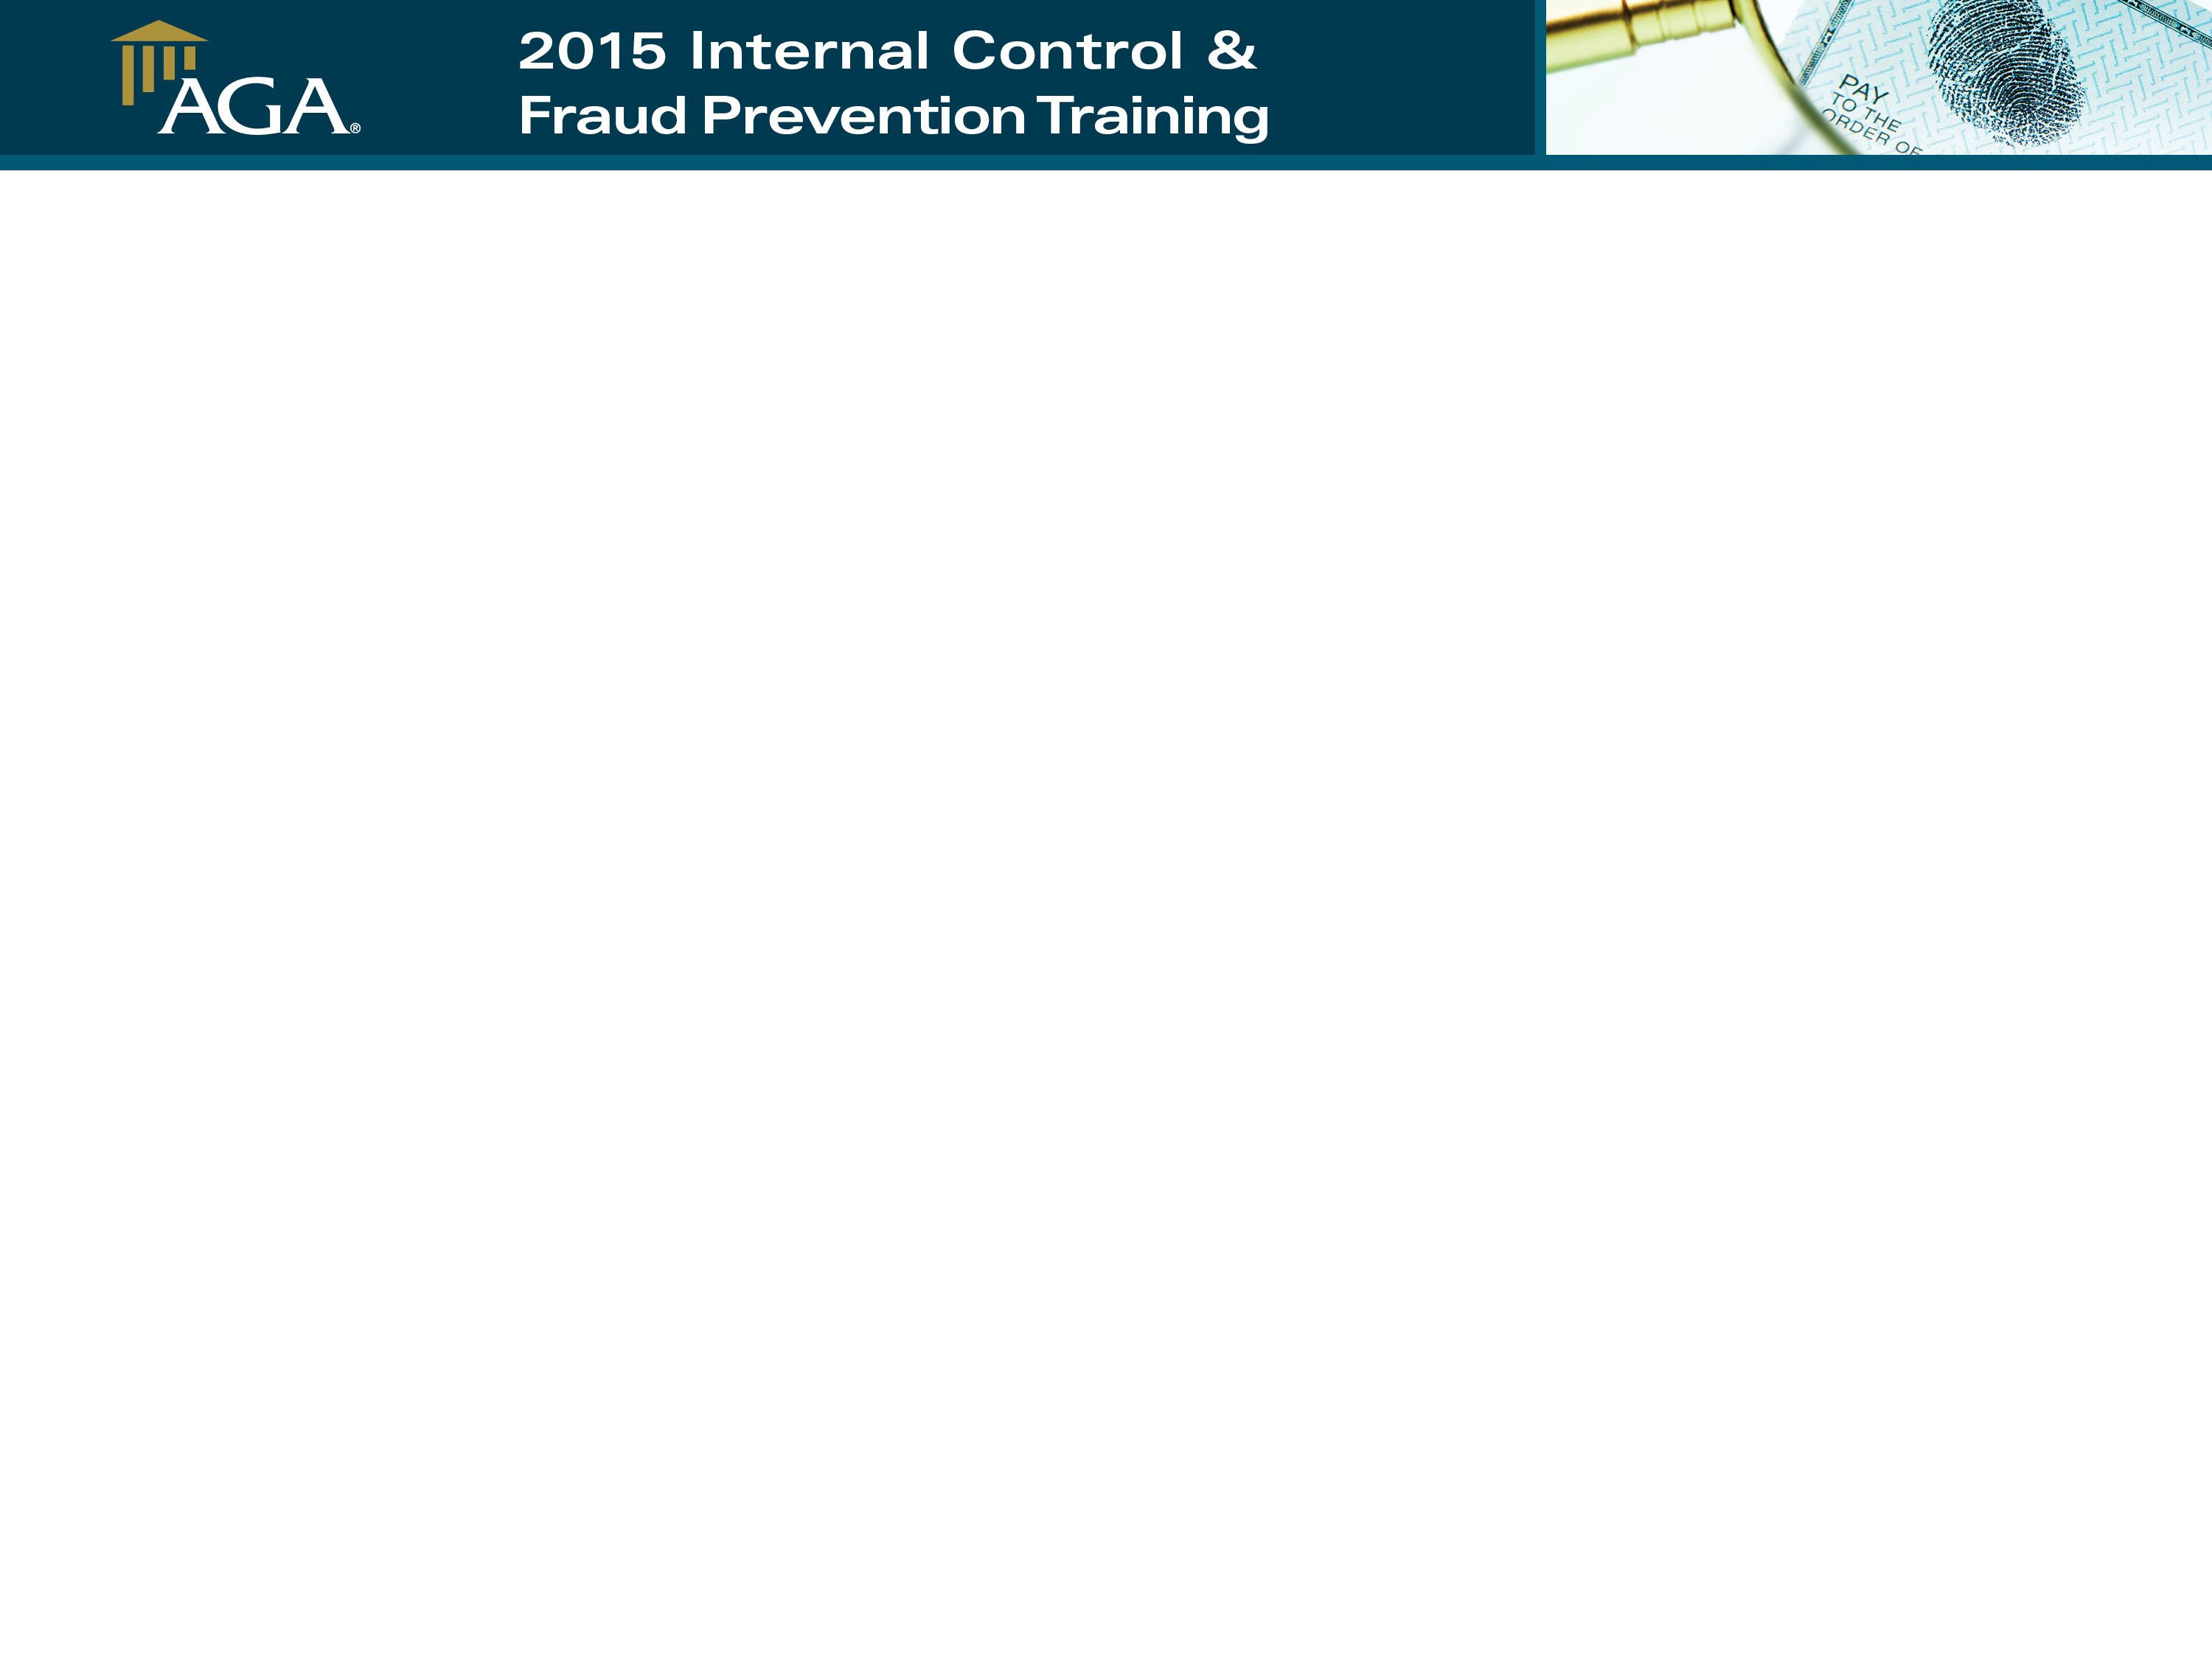 AGA®
2015 Internal Control &
Fraud Prevention Training
PAY
TO THE
ORDER OF